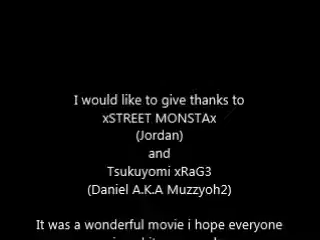 I would like to give thanks to
xSTREET MONSTAx
(Jordan)
and
Tsukuyomi xRaG3
(Daniel A.K.A Muzzyoh2)
It was a wonderful movie i hope everyone